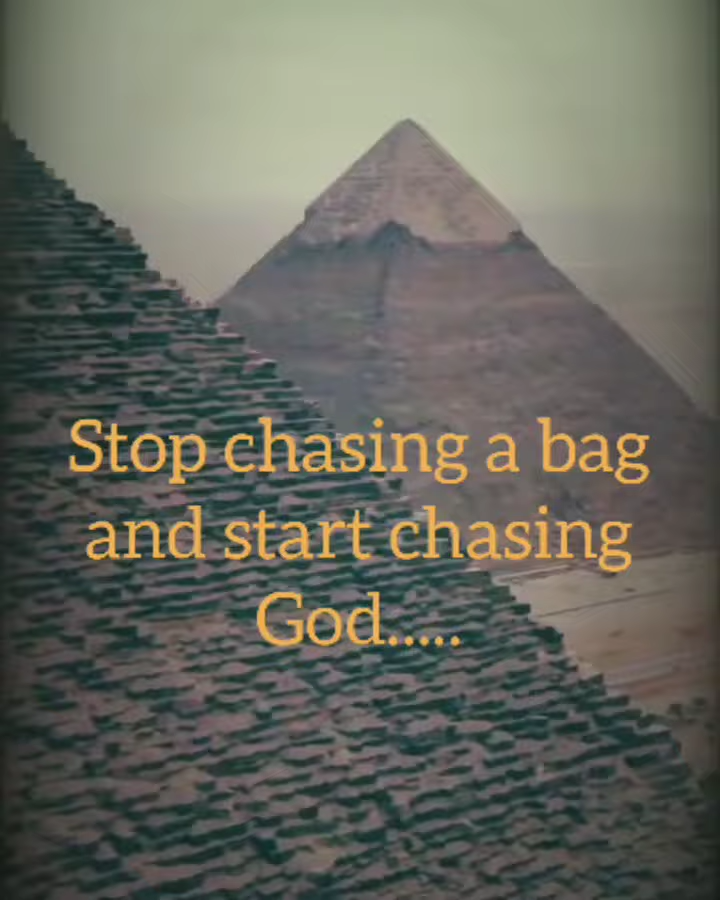 Stop chasing a bag
and start chasing
God.....